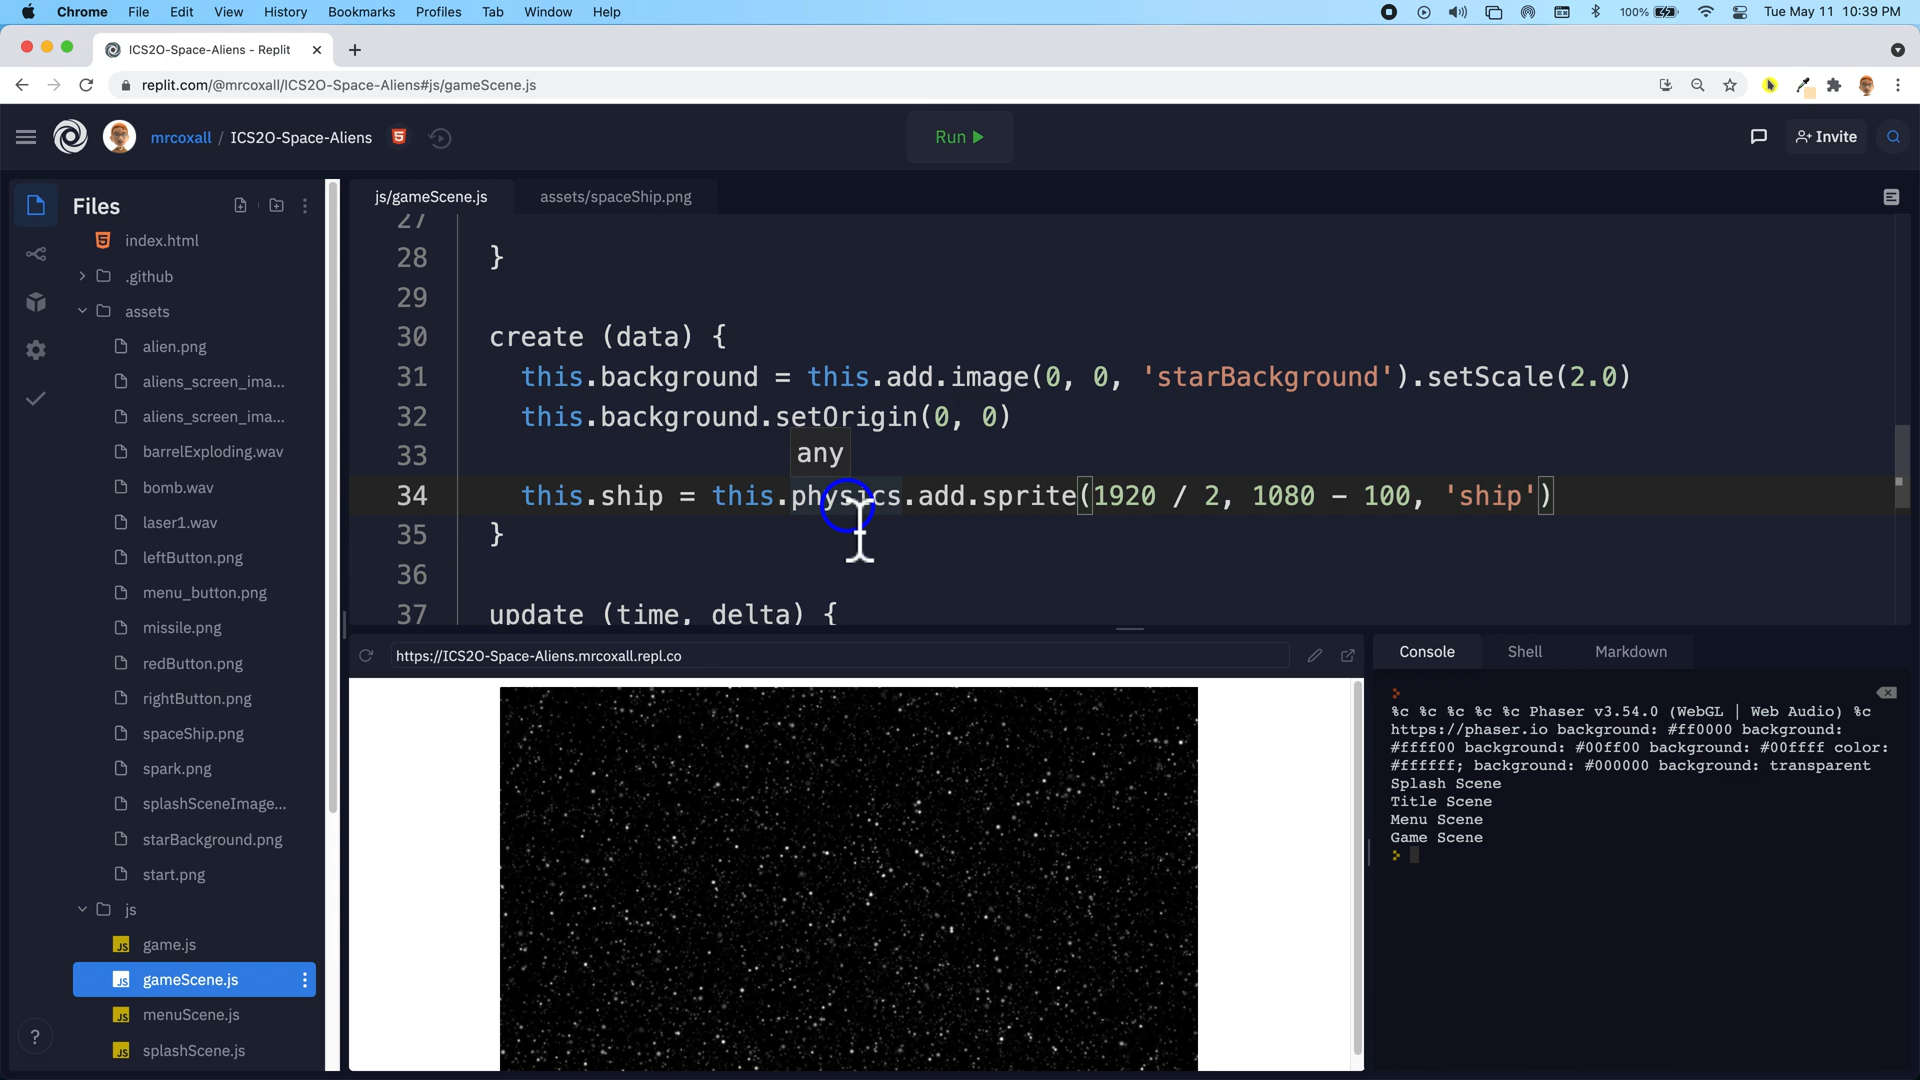 Chrome File Edit View History Bookmarks Profiles Tab Window Help 100% Tue May 11 10:39 PM
ICS2O-Space-Aliens - Replit
replit.com/@mrcoxall/ICS2O-Space-Aliens#js/gameScene.js
mrcoxall / ICS2O-Space-Aliens Run Invite
Files
index.html
.github
assets
alien.png
aliens_screen_ima...
aliens_screen_ima...
barrelExploding.wav
bomb.wav
laser1.wav
leftButton.png
menu_button.png
missile.png
redButton.png
rightButton.png
spaceShip.png
spark.png
splashSceneImage...
starBackground.png
start.png
js
JS game.js
JS gameScene.js
JS menuScene.js
JS splashScene.js
?
js/gameScene.js assets/spaceShip.png
27
28 }
29
30 create (data) {
31 this.background = this.add.image(0, 0, 'starBackground').setScale(2.0)
32 this.background.setOrigin(0, 0)
33 any
34 this.ship = this.physics.add.sprite(1920 / 2, 1080 - 100, 'ship')
35 }
36
37 update (time, delta) {
https://ICS2O-Space-Aliens.mrcoxall.repl.co
Console Shell Markdown
>
%c %c %c %c %c Phaser v3.54.0 (WebGL | Web Audio) %c
https://phaser.io background: #ff0000 background:
#ffff00 background: #00ff00 background: #00ffff color:
#ffffff; background: #000000 background: transparent
Splash Scene
Title Scene
Menu Scene
Game Scene
>